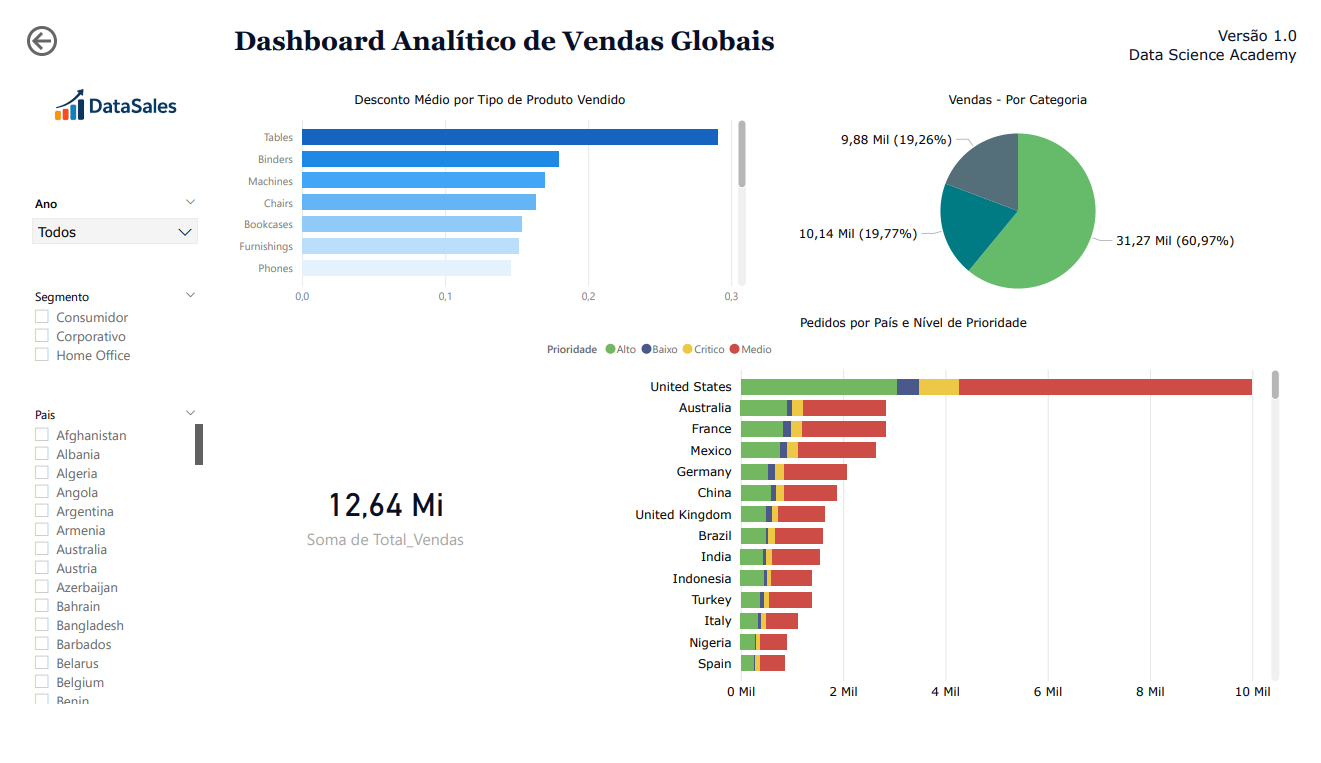 Dashboard Analítico de Vendas Globais
Versão 1.0
Data Science Academy
DataSales
Ano
Todos
Segmento
Consumidor
Corporativo
Home Office
Pais
Afghanistan
Albania
Algeria
Angola
Argentina
Armenia
Australia
Austria
Azerbaijan
Bahrain
Bangladesh
Barbados
Belarus
Belgium
Benin
Desconto Médio por Tipo de Produto Vendido
Tables
Binders
Machines
Chairs
Bookcases
Furnishings
Phones
0,0 0,1 0,2 0,3
Vendas - Por Categoria
9,88 Mil (19,26%)
10,14 Mil (19,77%)
31,27 Mil (60,97%)
12,64 Mi
Soma de Total_Vendas
Pedidos por País e Nível de Prioridade
Prioridade Alto Baixo Critico Medio
United States
Australia
France
Mexico
Germany
China
United Kingdom
Brazil
India
Indonesia
Turkey
Italy
Nigeria
Spain
0 Mil 2 Mil 4 Mil 6 Mil 8 Mil 10 Mil